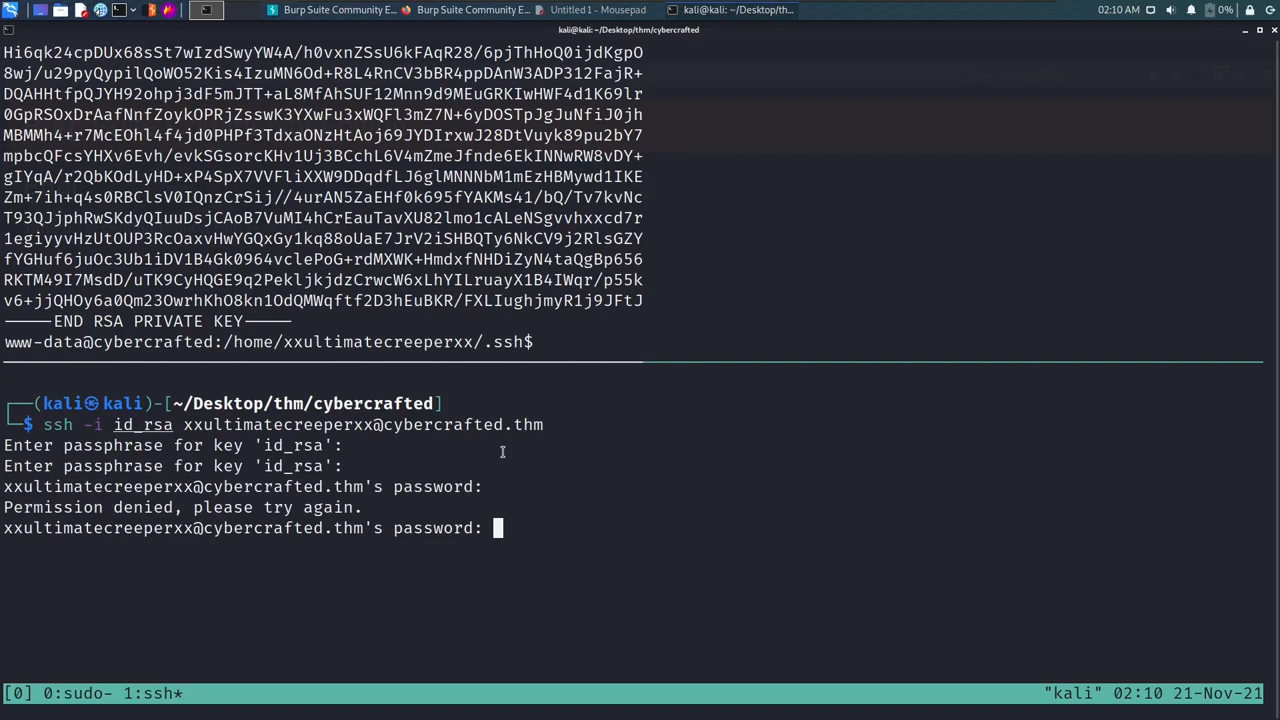 Burp Suite Community E... Burp Suite Community E... Untitled 1 - Mousepad kali@kali: ~/Desktop/thm/c... 02:10 AM 0%
kali@kali: ~/Desktop/thm/cybercrafted
Hi6qk24cpDUx68sSt7wIzdSwyYW4A/h0vxnZSsU6kFAqR28/6pjThHoQ0ijdKgpO
8wj/u29pyQypilQoWO52Kis4IzuMN6Od+R8L4RnCV3bBR4ppDAnW3ADP312FajR+
DQAHHtfpQJYH92ohpj3dF5mJTT+aL8MfAhSUF12Mnn9d9MEuGRKIwHWF4d1K69lr
0GpRSOxDrAafNnfZoykOPRjZsswK3YXwFu3xWQFl3mZ7N+6yDOSTpJgJuNfiJ0jh
MBMMh4+r7McEOhl4f4jd0PHPf3TdxaONzHtAoj69JYDIrxwJ28DtVuyk89pu2bY7
mpbcQFcsYHXv6Evh/evkSGsorcKHv1Uj3BCchL6V4mZmeJfnde6EkINNwRW8vDY+
gIYqA/r2QbKOdLyHD+xP4SpX7VVFliXXW9DDqdfLJ6glMNNNbM1mEzHBMywd1IKE
Zm+7ih+q4s0RBClsV0IQnzCrSij//4urAN5ZaEHf0k695fYAKMs41/bQ/Tv7kvNc
T93QJjphRwSKdyQIuuDsjCAoB7VuMI4hCrEauTavXU82lmo1cALeNSgvvhxxcd7r
1egiyyvHzUtOUP3RcOaxvHwYGQxGy1kq88oUaE7JrV2iSHBQTy6NkCV9j2RlsGZY
fYGHuf6juOc3Ub1iDV1B4Gk0964vclePoG+rdMXWK+HmdxfNHDiZyN4taQgBp656
RKTM49I7MsdD/uTK9CyHQGE9q2PekljkjdzCrwcW6xLhYILruayX1B4IWqr/p55k
v6+jjQHOy6a0Qm23OwrhKhO8kn1OdQMWqftf2D3hEuBKR/FXLIughjmyR1j9JFtJ
-----END RSA PRIVATE KEY-----
www-data@cybercrafted:/home/xxultimatecreeperxx/.ssh$
┌──(kali㉿kali)-[~/Desktop/thm/cybercrafted]
└─$ ssh -i id_rsa xxultimatecreeperxx@cybercrafted.thm
Enter passphrase for key 'id_rsa':
Enter passphrase for key 'id_rsa':
xxultimatecreeperxx@cybercrafted.thm's password:
Permission denied, please try again.
xxultimatecreeperxx@cybercrafted.thm's password:
[0] 0:sudo- 1:ssh* "kali" 02:10 21-Nov-21